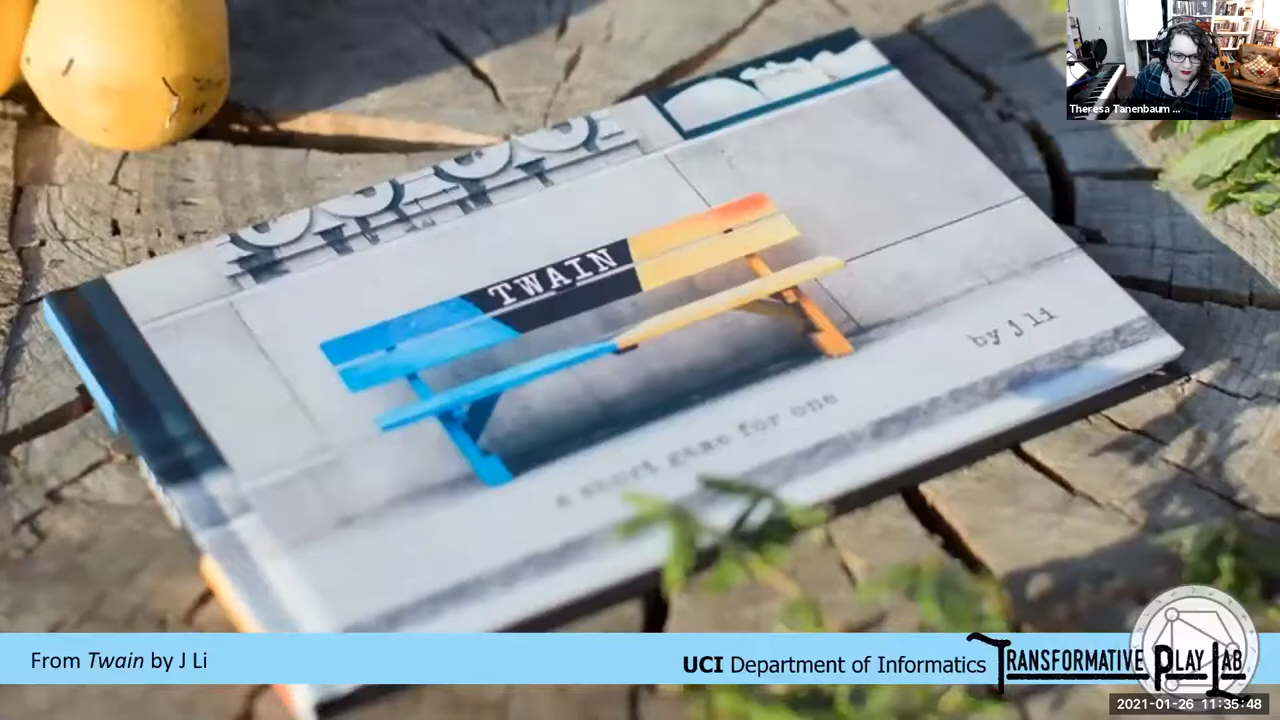 Theresa Tanenbaum ...
TWAIN
by j li
a short game for one
From Twain by J Li
UCI Department of Informatics
TRANSFORMATIVE PLAY LAB
2021-01-26 11:35:48